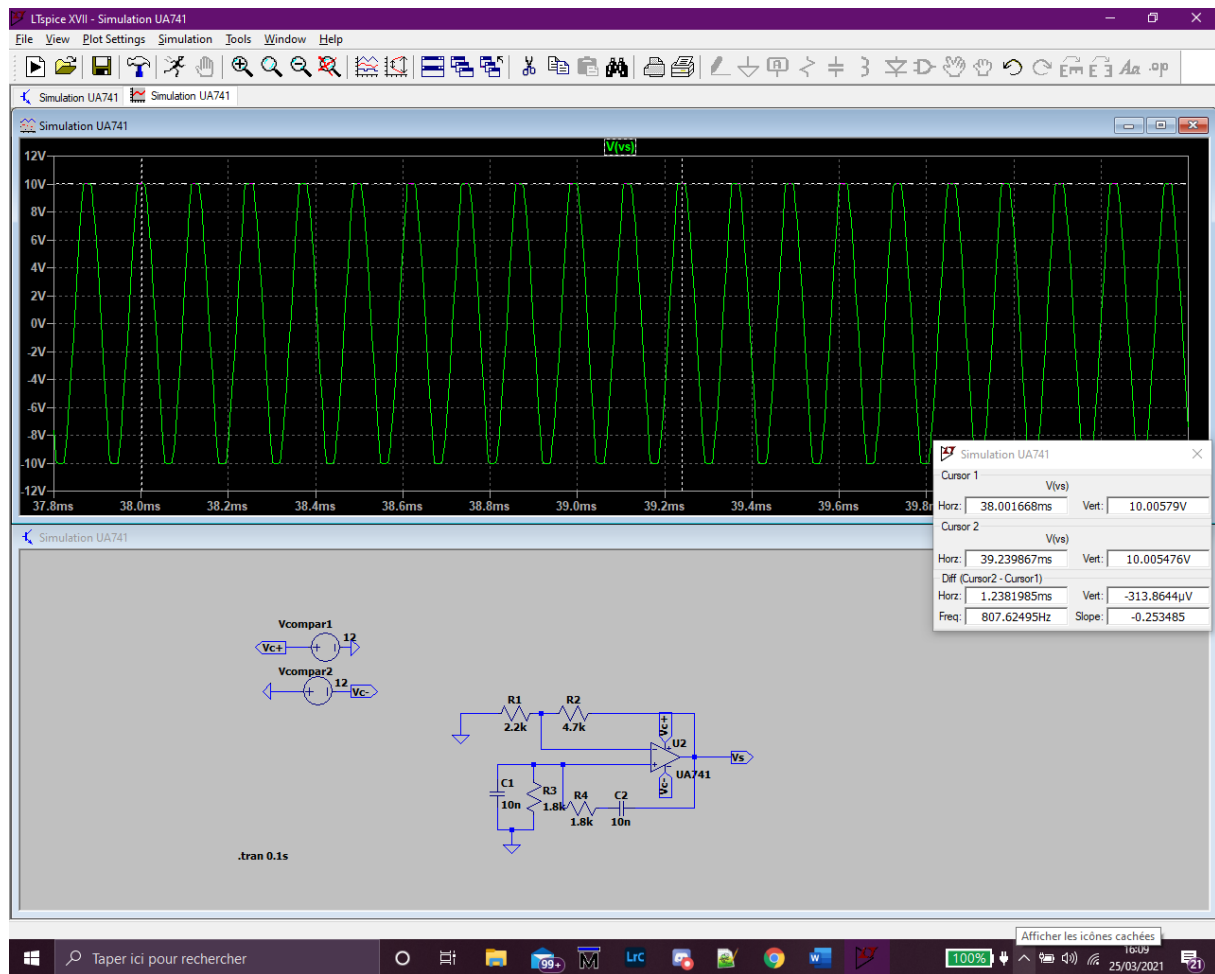 LTspice XVII - Simulation UA741
File View Plot Settings Simulation Tools Window Help
Simulation UA741 Simulation UA741
Simulation UA741
V(vs)
12V
10V
8V
6V
4V
2V
0V
-2V
-4V
-6V
-8V
-10V
-12V
37.8ms 38.0ms 38.2ms 38.4ms 38.6ms 38.8ms 39.0ms 39.2ms 39.4ms 39.6ms 39.8
Simulation UA741
Cursor 1
V(vs)
Horz: 38.001668ms Vert: 10.00579V
Cursor 2
V(vs)
Horz: 39.239867ms Vert: 10.005476V
Diff (Cursor2 - Cursor1)
Horz: 1.2381985ms Vert: -313.8644µV
Freq: 807.62495Hz Slope: -0.253485
Simulation UA741
Vcompar1
Vc+ 12
Vcompar2
12 Vc-
R1 R2
2.2k 4.7k
Vc+
U2
Vs
UA741
Vc-
C1
10n
R3
1.8k
R4 C2
1.8k 10n
.tran 0.1s
Afficher les icônes cachées
Taper ici pour rechercher
99+
LrC
100%
16:09
25/03/2021
21